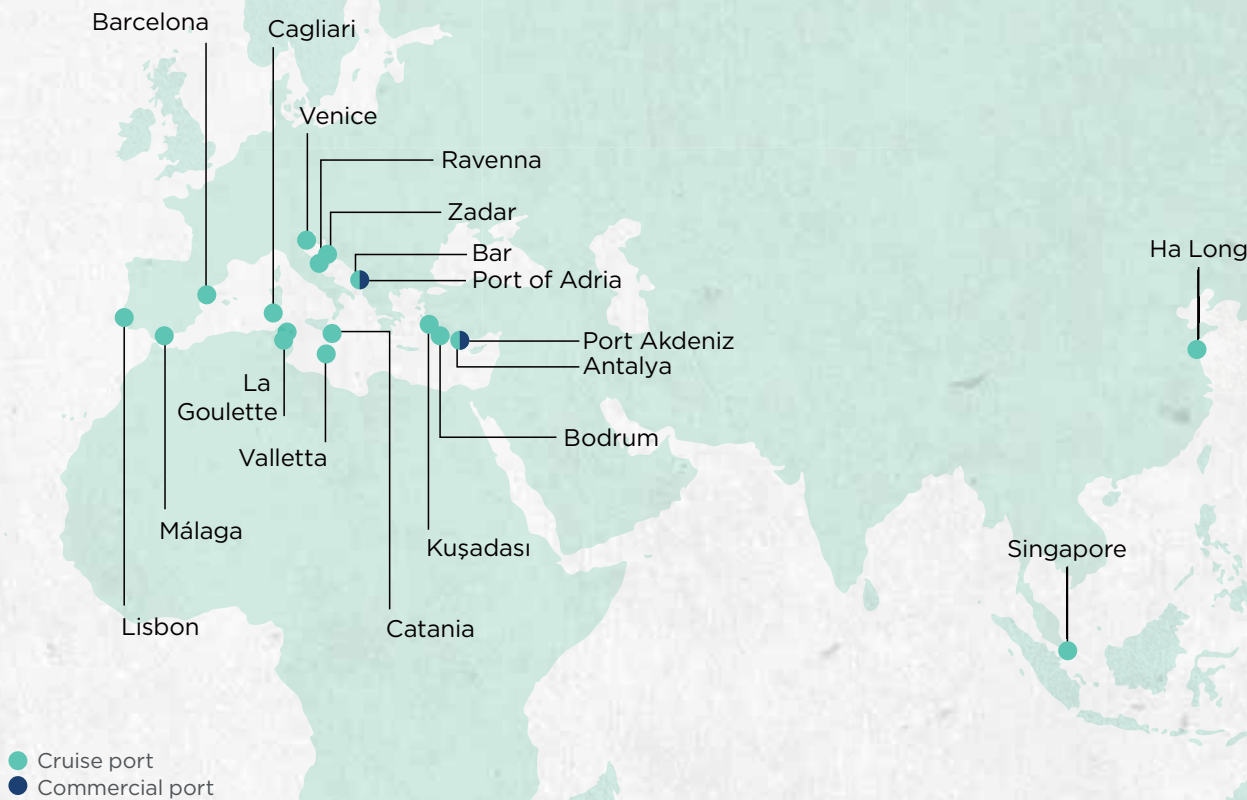 Barcelona
Cagliari
Venice
Ravenna
Zadar
Bar
Port of Adria
Ha Long
Port Akdeniz
Antalya
La
Goulette
Bodrum
Valletta
Málaga
Kuşadası
Singapore
Lisbon
Catania
Cruise port
Commercial port